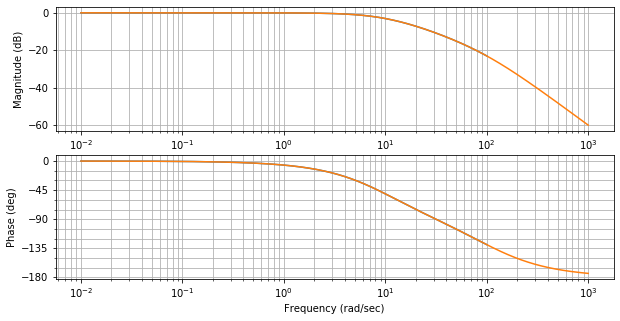 0
−20
−40
−60
Magnitude (dB)
10⁻² 10⁻¹ 10⁰ 10¹ 10² 10³
0
−45
−90
−135
−180
Phase (deg)
10⁻² 10⁻¹ 10⁰ 10¹ 10² 10³
Frequency (rad/sec)